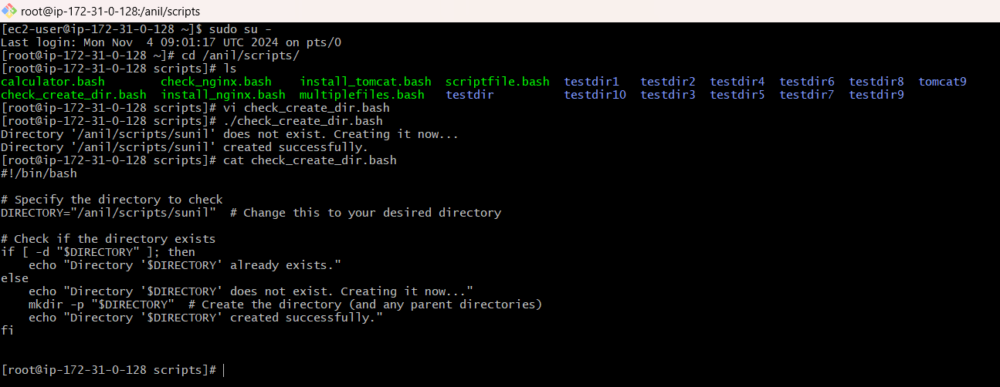 root@ip-172-31-0-128:/anil/scripts
[ec2-user@ip-172-31-0-128 ~]$ sudo su -
Last login: Mon Nov  4 09:01:17 UTC 2024 on pts/0
[root@ip-172-31-0-128 ~]# cd /anil/scripts/
[root@ip-172-31-0-128 scripts]# ls
calculator.bash        check_nginx.bash    install_tomcat.bash  scriptfile.bash  testdir1   testdir2  testdir4  testdir6  testdir8  tomcat9
check_create_dir.bash  install_nginx.bash  multiplefiles.bash   testdir          testdir10  testdir3  testdir5  testdir7  testdir9
[root@ip-172-31-0-128 scripts]# vi check_create_dir.bash
[root@ip-172-31-0-128 scripts]# ./check_create_dir.bash
Directory '/anil/scripts/sunil' does not exist. Creating it now...
Directory '/anil/scripts/sunil' created successfully.
[root@ip-172-31-0-128 scripts]# cat check_create_dir.bash
#!/bin/bash

# Specify the directory to check
DIRECTORY="/anil/scripts/sunil"  # Change this to your desired directory

# Check if the directory exists
if [ -d "$DIRECTORY" ]; then
    echo "Directory '$DIRECTORY' already exists."
else
    echo "Directory '$DIRECTORY' does not exist. Creating it now..."
    mkdir -p "$DIRECTORY"  # Create the directory (and any parent directories)
    echo "Directory '$DIRECTORY' created successfully."
fi

[root@ip-172-31-0-128 scripts]#